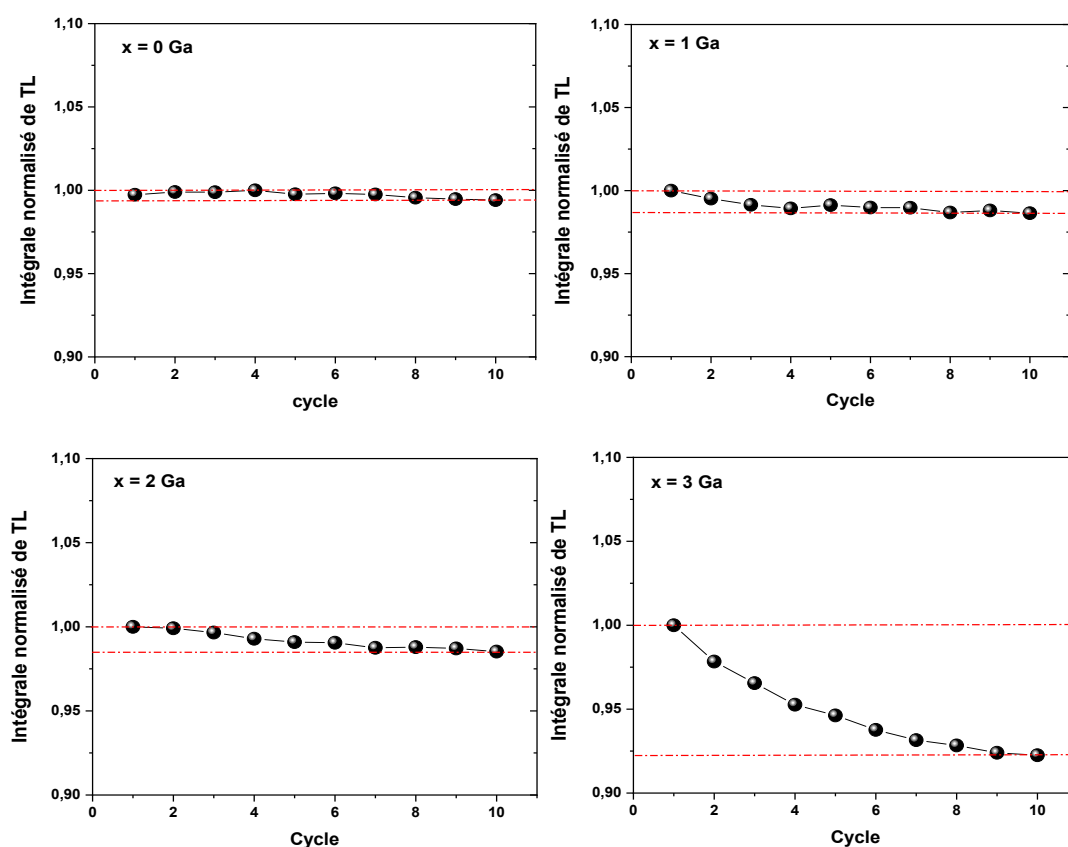 x = 0 Ga
Intégrale normalisé de TL
1,10
1,05
1,00
0,95
0,90
0 2 4 6 8 10
cycle
x = 1 Ga
Intégrale normalisé de TL
1,10
1,05
1,00
0,95
0,90
0 2 4 6 8 10
Cycle
x = 2 Ga
Intégrale normalisé de TL
1,10
1,05
1,00
0,95
0,90
0 2 4 6 8 10
Cycle
x = 3 Ga
Intégrale normalisé de TL
1,10
1,05
1,00
0,95
0,90
0 2 4 6 8 10
Cycle